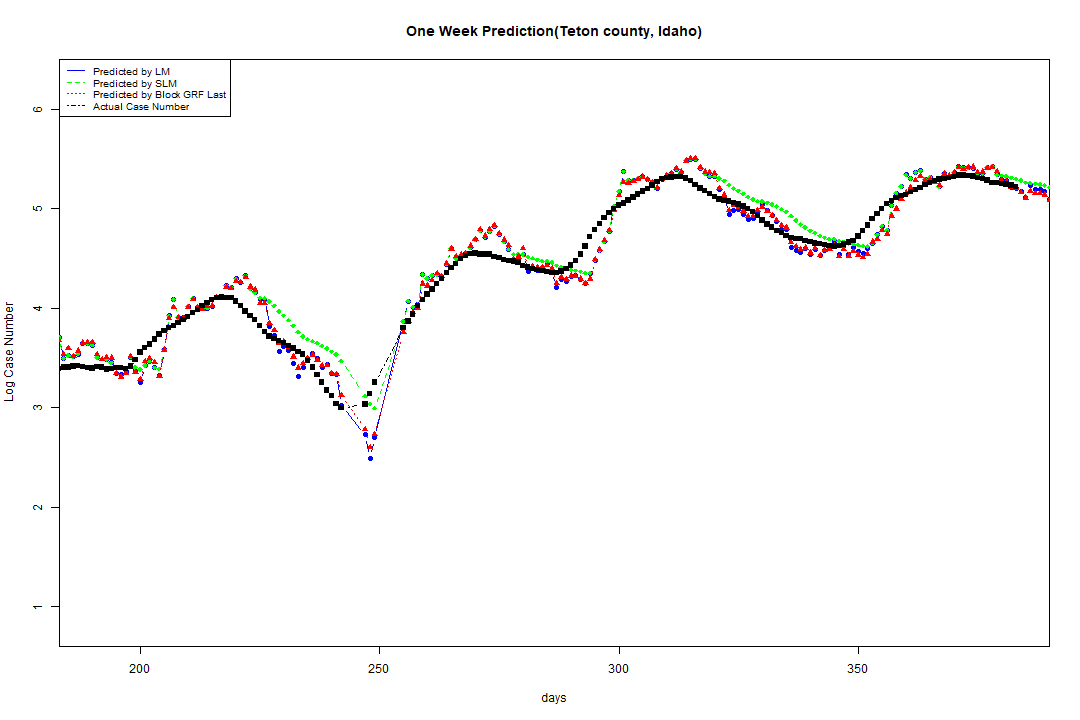 One Week Prediction(Teton county, Idaho)
Predicted by LM
Predicted by SLM
Predicted by Block GRF Last
Actual Case Number
Log Case Number
6
5
4
3
2
1
200
250
300
350
days